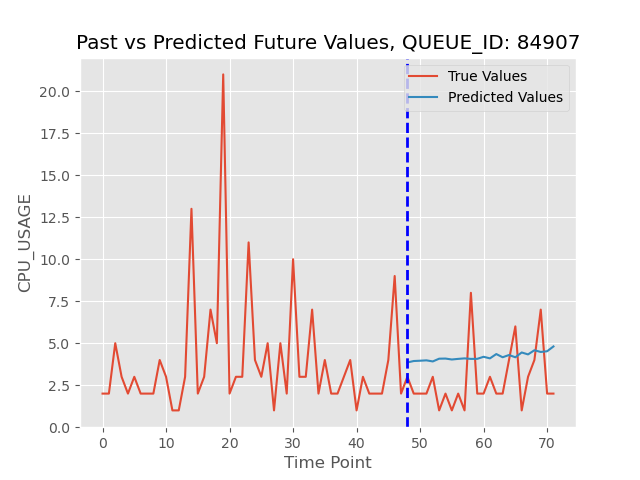 Past vs Predicted Future Values, QUEUE_ID: 84907
True Values
Predicted Values
20.0
17.5
15.0
12.5
10.0
7.5
5.0
2.5
0.0
CPU_USAGE
0 10 20 30 40 50 60 70
Time Point